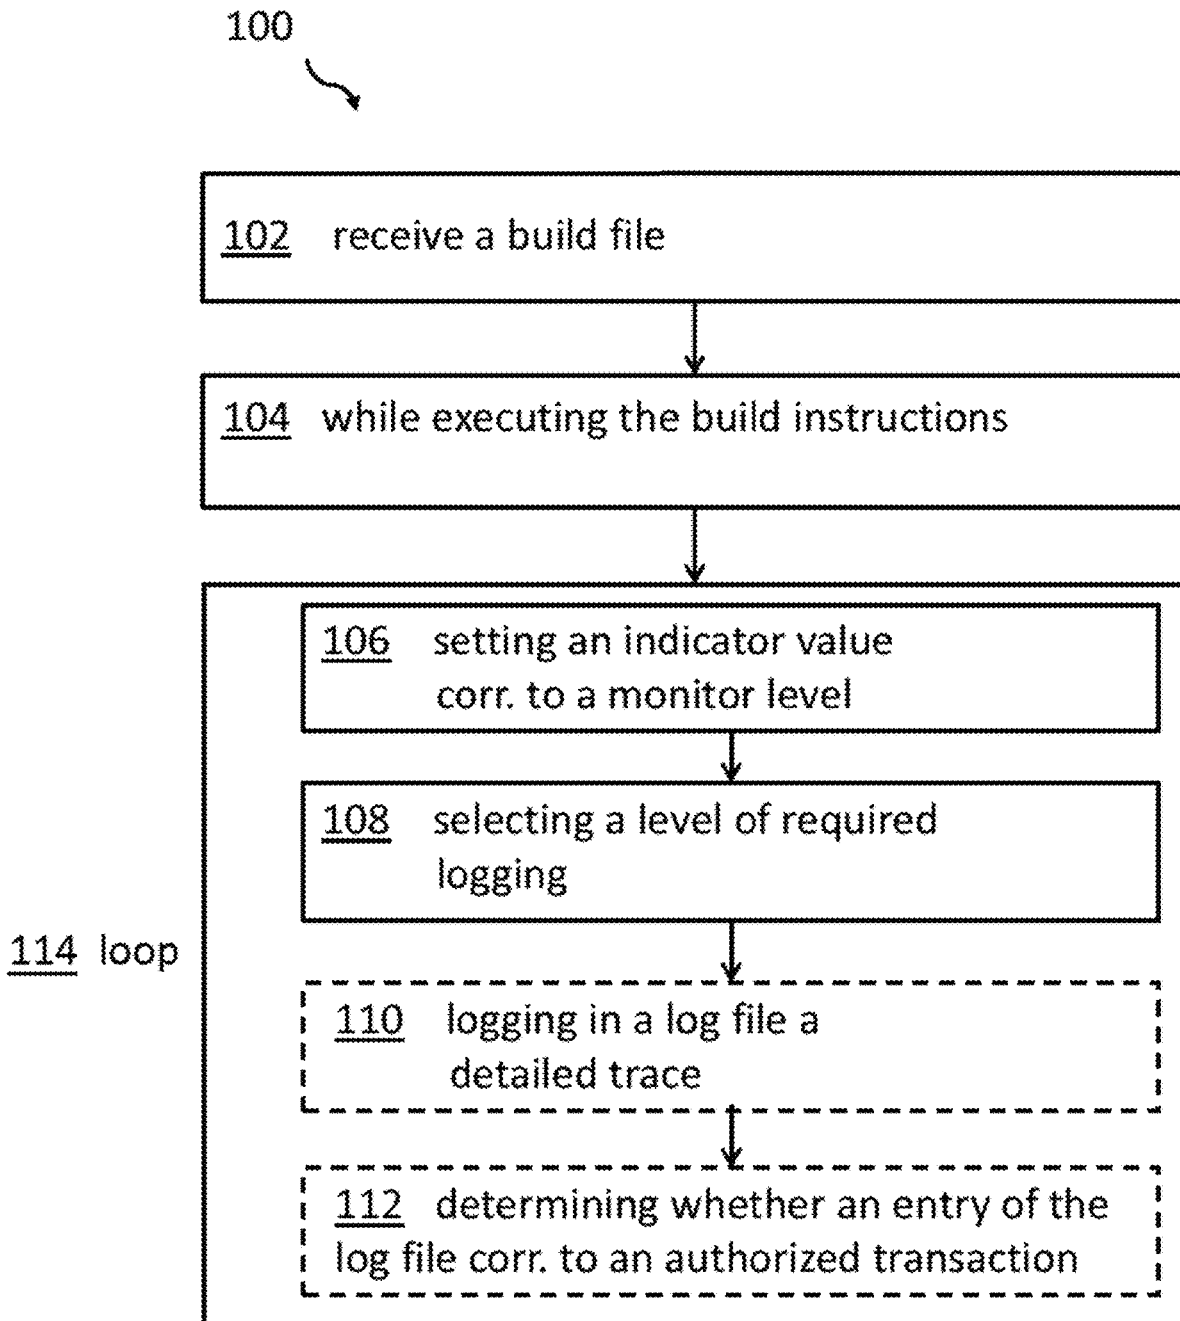 100
102 receive a build file
104 while executing the build instructions
106 setting an indicator value
corr. to a monitor level
108 selecting a level of required
logging
114 loop
110 logging in a log file a
detailed trace
112 determining whether an entry of the
log file corr. to an authorized transaction